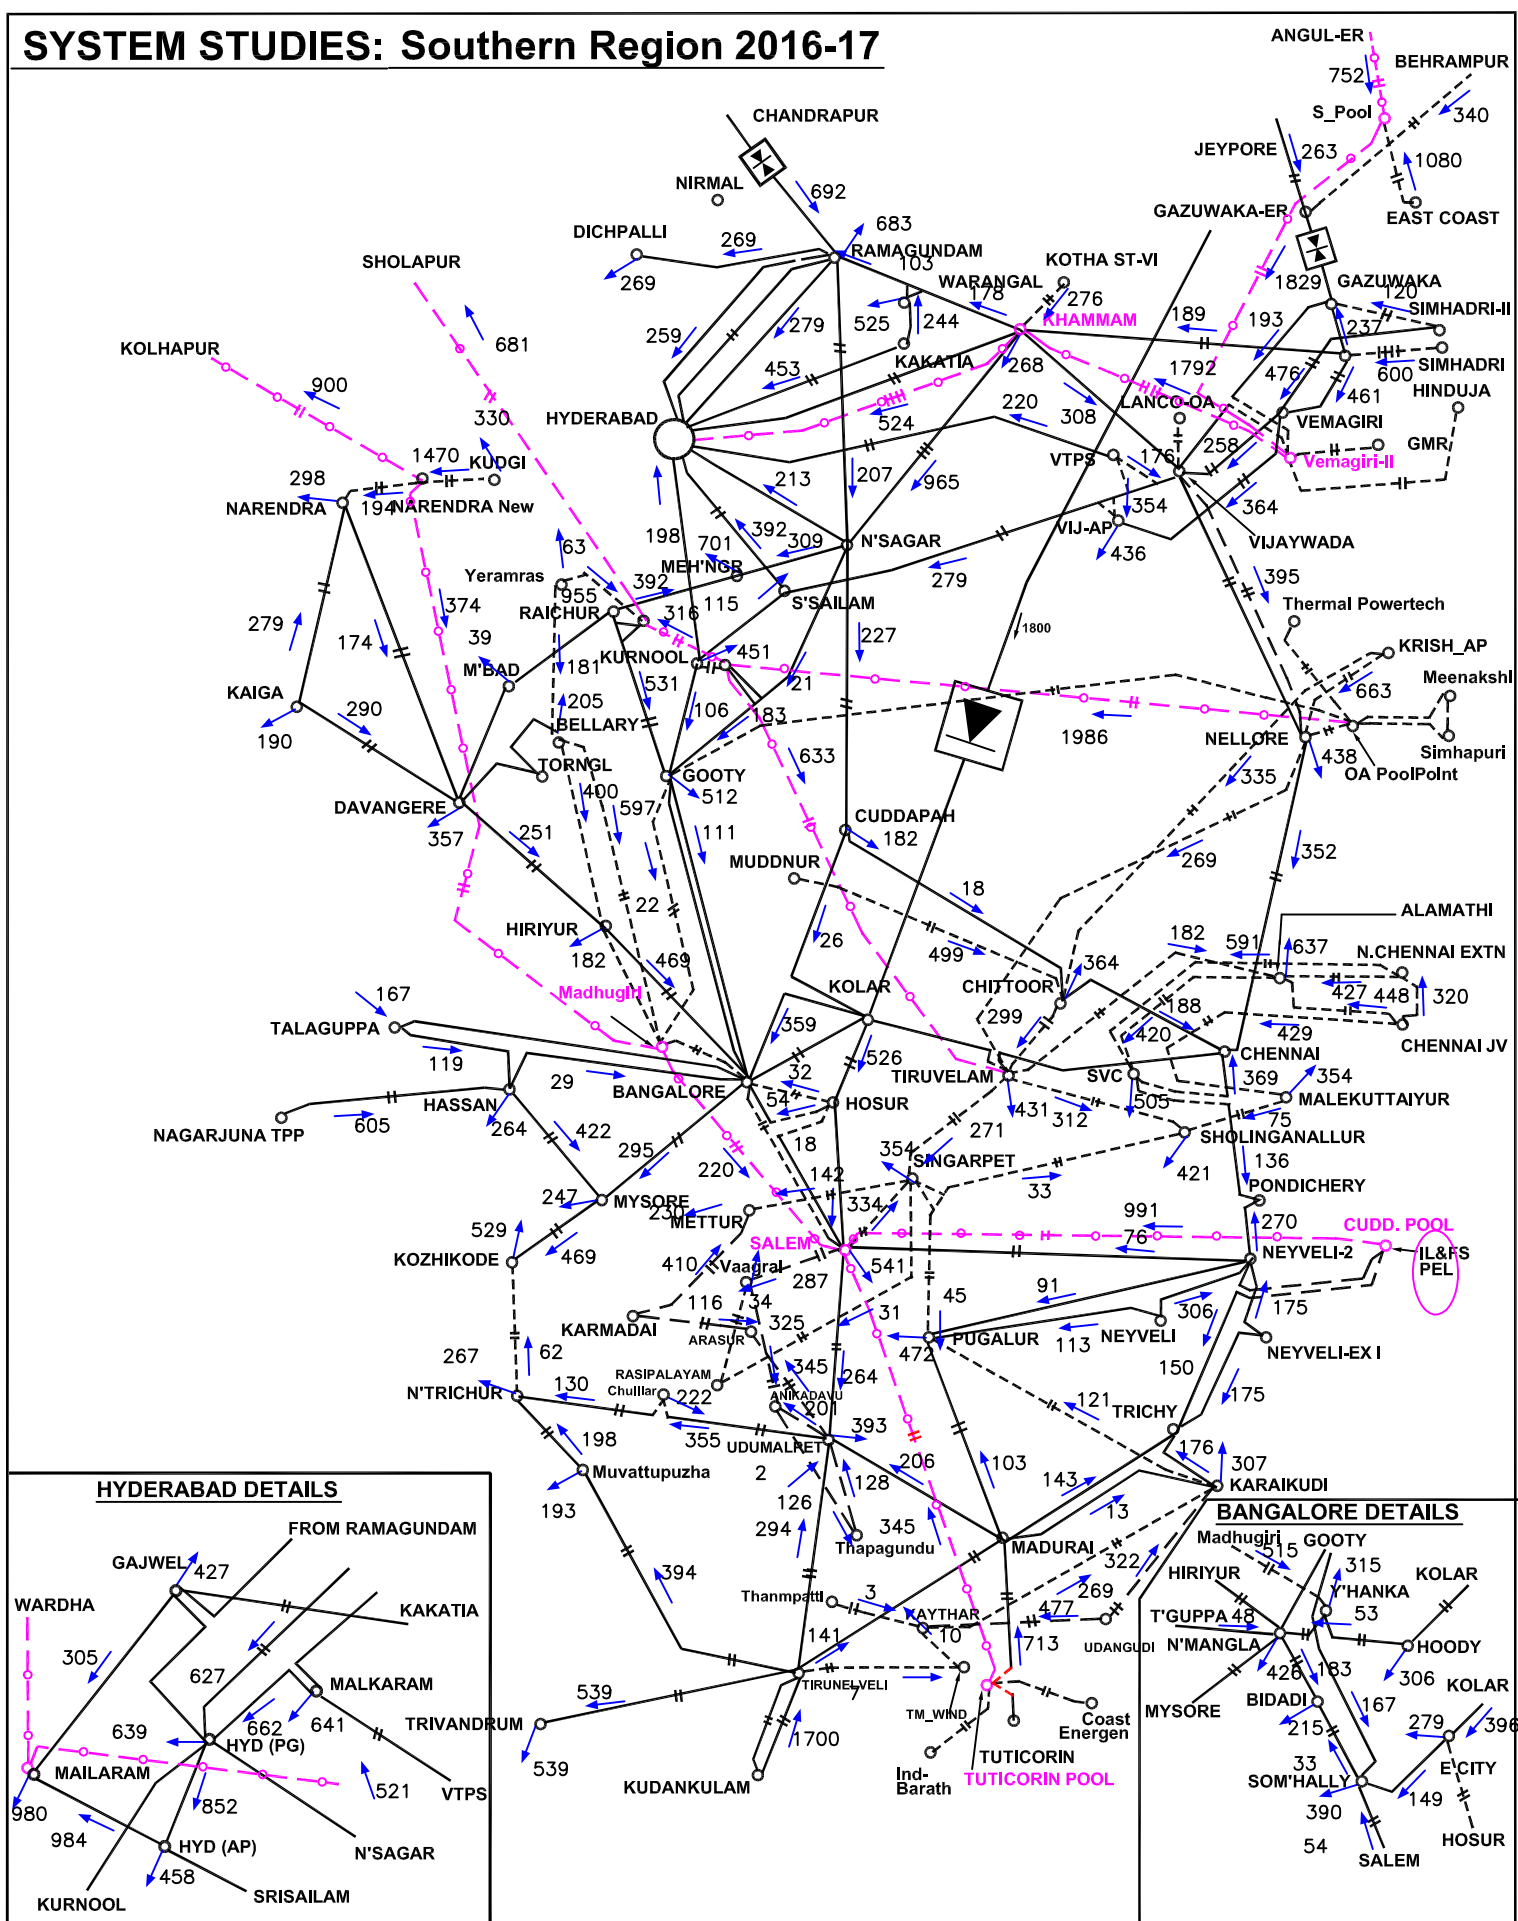 SYSTEM STUDIES: Southern Region 2016-17
ANGUL-ER
752
BEHRAMPUR
S_Pool
340
CHANDRAPUR
JEYPORE
263
1080
NIRMAL
692
GAZUWAKA-ER
EAST COAST
DICHPALLI
269
683
RAMAGUNDAM
KOTHA ST-VI
SHOLAPUR
269
103
WARANGAL
178
276
1829
GAZUWAKA
120
SIMHADRI-II
259
279
525
244
KHAMMAM
189
193
237
KOLHAPUR
681
453
KAKATIA
268
1792
476
600
SIMHADRI
HINDUJA
900
330
HYDERABAD
524
220
308
LANCO-OA
461
VEMAGIRI
GMR
1470
KUDGI
VTPS
176
258
Vemagiri-II
298
NARENDRA
194
NARENDRA New
207
213
965
354
364
198
392
VIJ-AP
436
VIJAYWADA
63
701
309
N'SAGAR
Yeramras
955
392
MEH'NGR
279
395
RAICHUR
316
115
S'SAILAM
Thermal Powertech
279
374
39
174
1800
227
KRISH_AP
M'BAD
181
KURNOOL
451
21
Meenakshi
KAIGA
531
663
290
205
106
183
190
BELLARY
1986
NELLORE
438
Simhapuri
TORNGL
GOOTY
633
335
OA PoolPoint
DAVANGERE
400
512
357
251
597
111
CUDDAPAH
182
352
MUDDNUR
269
18
22
ALAMATHI
HIRIYUR
26
182
591
637
182
469
499
N.CHENNAI EXTN
Madhugiri
364
CHITTOOR
427
448
320
167
KOLAR
188
299
420
429
TALAGUPPA
359
CHENNAI
CHENNAI JV
119
526
29
BANGALORE
32
TIRUVELAM
SVC
369
354
HASSAN
54
HOSUR
431
312
505
MALEKUTTAIYUR
75
NAGARJUNA TPP
605
264
422
295
18
271
SHOLINGANALLUR
354
421
136
220
142
SINGARPET
33
247
MYSORE
230
METTUR
334
PONDICHERY
529
991
270
CUDD. POOL
SALEM
76
KOZHIKODE
469
410
Vaagrai
541
NEYVELI-2
IL&FS
PEL
287
91
116
34
31
45
306
175
KARMADAI
325
ARASUR
472
PUGALUR
113
NEYVELI
NEYVELI-EX I
62
267
345
264
150
RASIPALAYAM
N'TRICHUR
130
Chulliar
222
ANIKADAVU
201
121
175
TRICHY
355
393
198
UDUMALPET
176
307
Muvattupuzha
2
206
103
143
128
KARAIKUDI
193
126
13
294
345
Thapagundu
MADURAI
322
394
Thanmpatti
3
269
477
KAYTHAR
UDANGUDI
141
10
713
539
TIRUNELVELI
7
TM_WIND
TRIVANDRUM
1700
Coast
Energen
539
TUTICORIN
KUDANKULAM
Ind-
Barath
TUTICORIN POOL
HYDERABAD DETAILS
FROM RAMAGUNDAM
GAJWEL
427
WARDHA
KAKATIA
305
627
MALKARAM
639
662
641
HYD (PG)
MAILARAM
980
852
521
VTPS
984
HYD (AP)
N'SAGAR
458
KURNOOL
SRISAILAM
BANGALORE DETAILS
Madhugiri
515
GOOTY
315
HIRIYUR
Y'HANKA
KOLAR
T'GUPPA
48
53
N'MANGLA
HOODY
426
183
306
BIDADI
KOLAR
MYSORE
167
215
279
396
33
E CITY
SOM'HALLY
390
149
HOSUR
54
SALEM